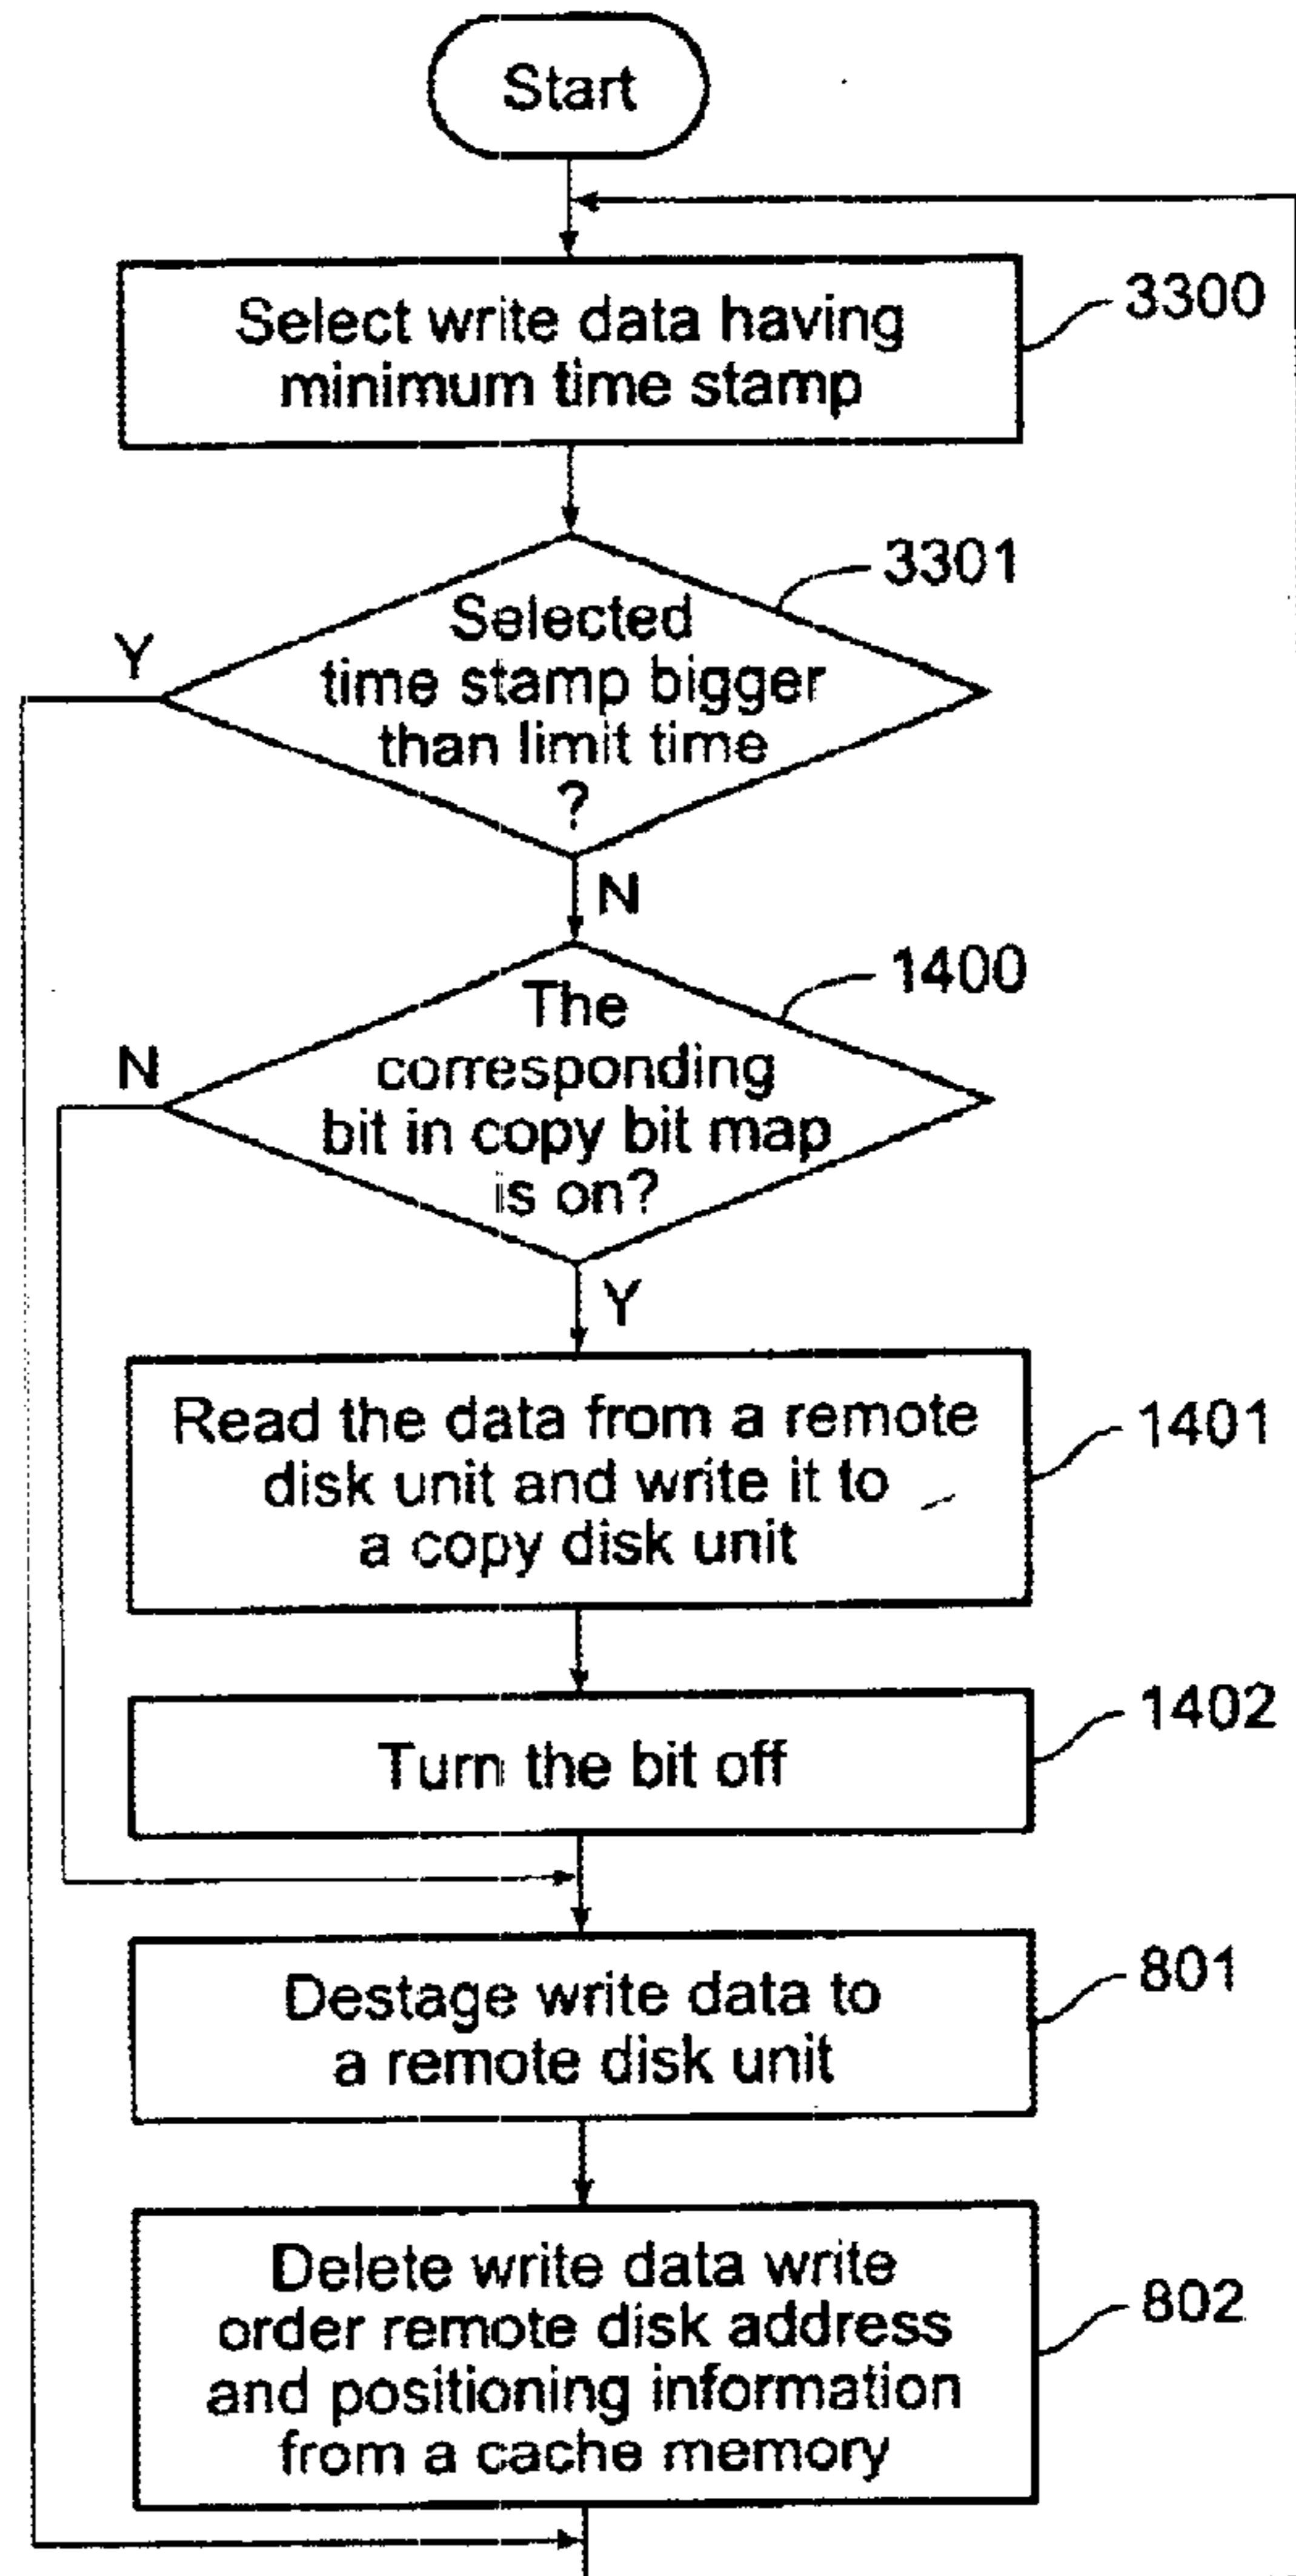 Start
Select write data having
minimum time stamp
3300
Selected
time stamp bigger
than limit time
?
3301
Y
N
The
corresponding
bit in copy bit map
is on?
1400
N
Y
Read the data from a remote
disk unit and write it to
a copy disk unit
1401
Turn the bit off
1402
Destage write data to
a remote disk unit
801
Delete write data write
order remote disk address
and positioning information
from a cache memory
802